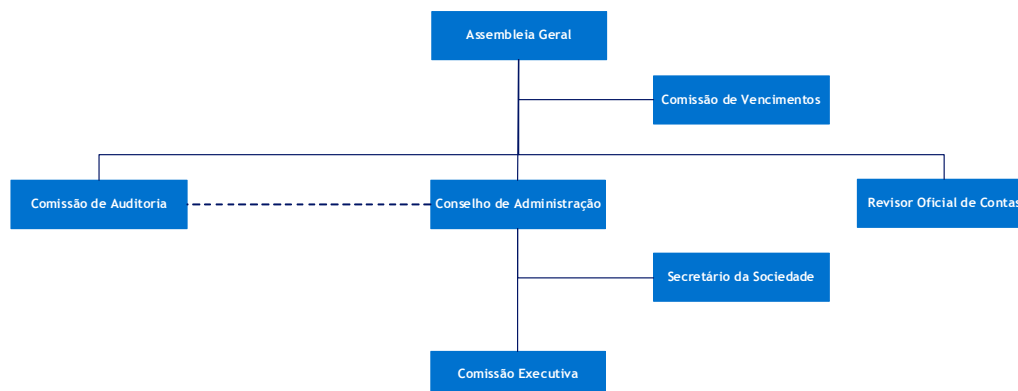 Assembleia Geral
Comissão de Vencimentos
Comissão de Auditoria
Conselho de Administração
Revisor Oficial de Contas
Secretário da Sociedade
Comissão Executiva